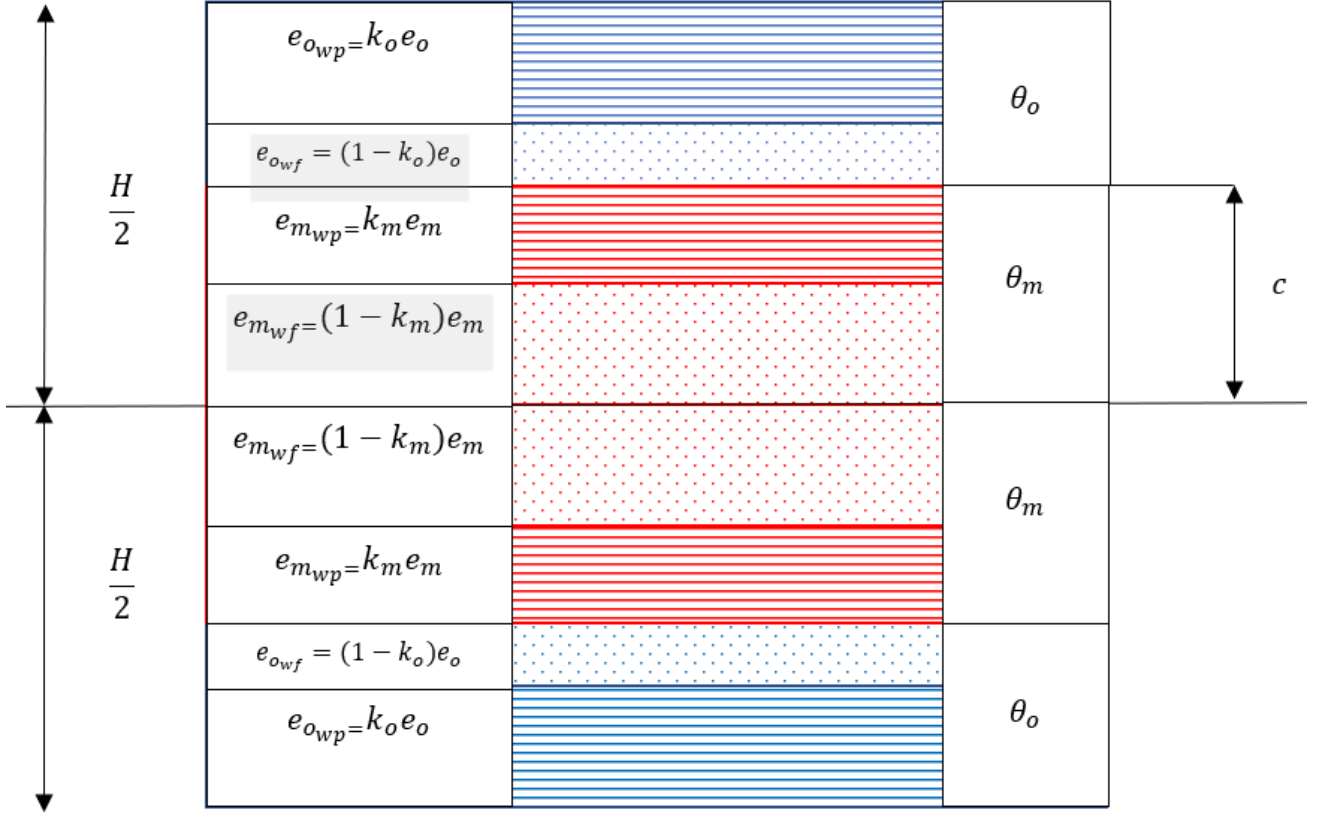 e_{o_{wp=}}k_o e_o
θ_o
e_{o_{wf}} = (1 − k_o)e_o
H/2
e_{m_{wp=}}k_m e_m
θ_m
c
e_{m_{wf=}}(1 − k_m)e_m
e_{m_{wf=}}(1 − k_m)e_m
θ_m
H/2
e_{m_{wp=}}k_m e_m
e_{o_{wf}} = (1 − k_o)e_o
θ_o
e_{o_{wp=}}k_o e_o